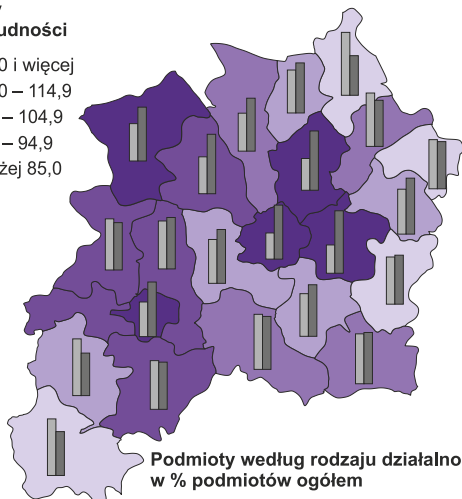 udności
0 i więcej
0 – 114,9
– 104,9
– 94,9
żej 85,0
Podmioty według rodzaju działalno
w % podmiotów ogółem